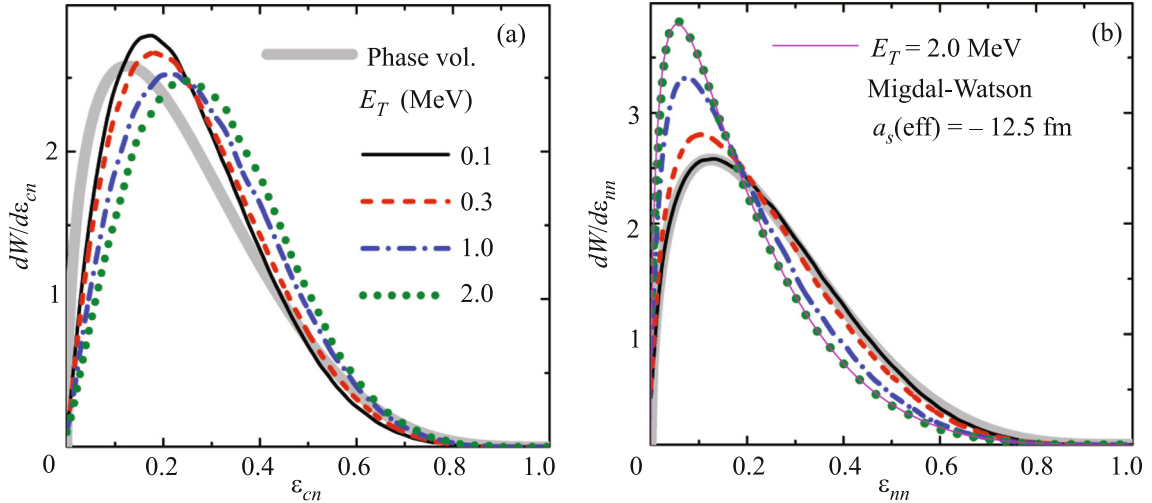 (a)
Phase vol.
E_T (MeV)
0.1
0.3
1.0
2.0
dW/dε_cn
2
1
0
0.2
0.4
0.6
0.8
1.0
ε_cn
(b)
E_T = 2.0 MeV
Migdal-Watson
a_s(eff) = – 12.5 fm
dW/dε_nn
3
2
1
0
0.2
0.4
0.6
0.8
1.0
ε_nn